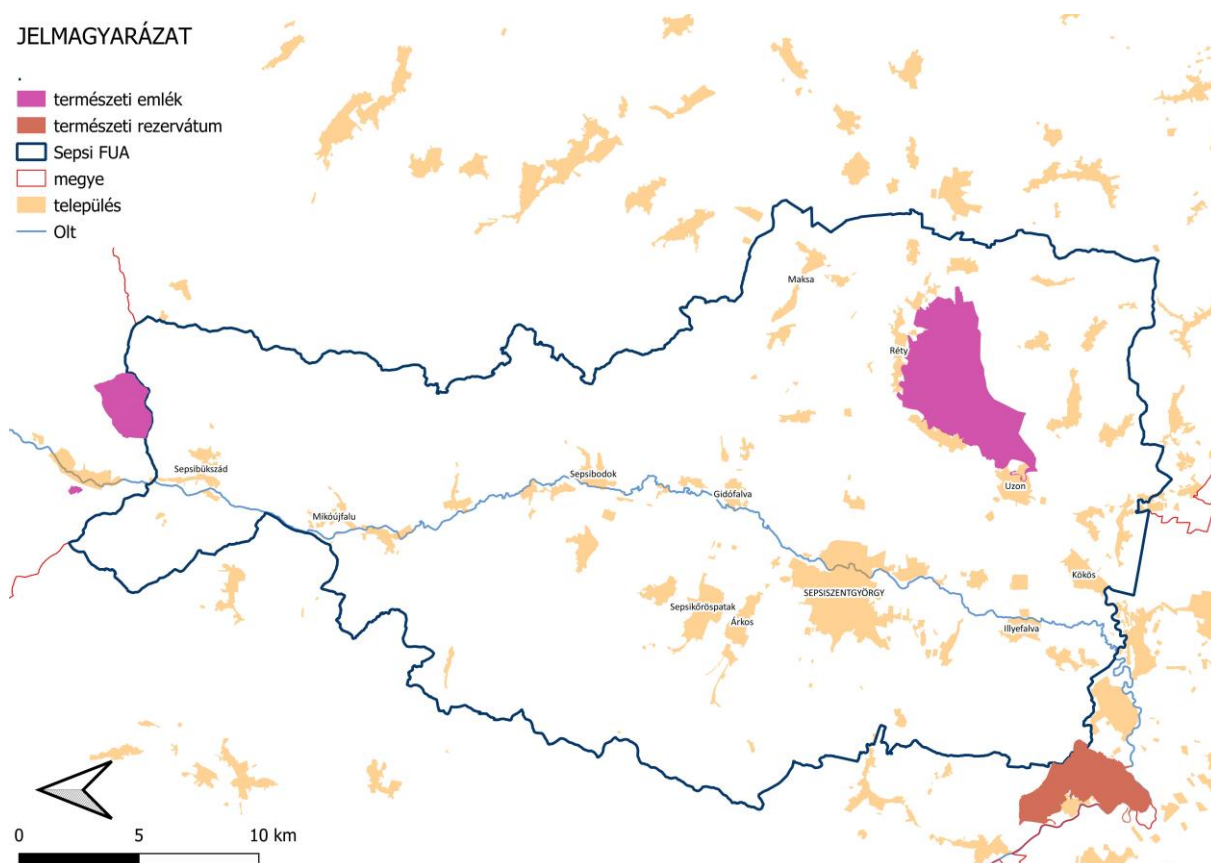 JELMAGYARÁZAT
.
természeti emlék
természeti rezervátum
Sepsi FUA
megye
település
Olt
Maksa
Réty
Sepsibükszád
Sepsibodok
Uzon
Gidófalva
Mikóújfalu
Kökös
SEPSISZENTGYÖRGY
Sepsikőröspatak
Árkos
Illyefalva
0 5 10 km